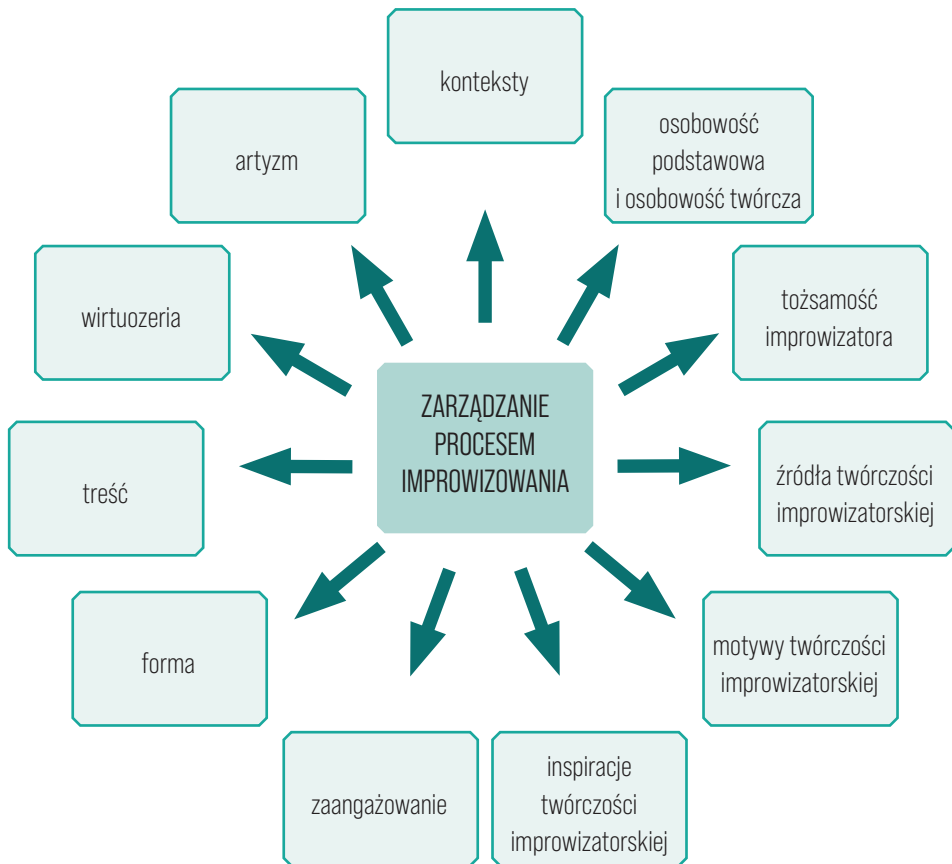 konteksty
osobowość
podstawowa
i osobowość twórcza
tożsamość
improwizatora
źródła twórczości
improwizatorskiej
motywy twórczości
improwizatorskiej
inspiracje
twórczości
improwizatorskiej
zaangażowanie
forma
treść
wirtuozeria
artyzm
ZARZĄDZANIE
PROCESEM
IMPROWIZOWANIA